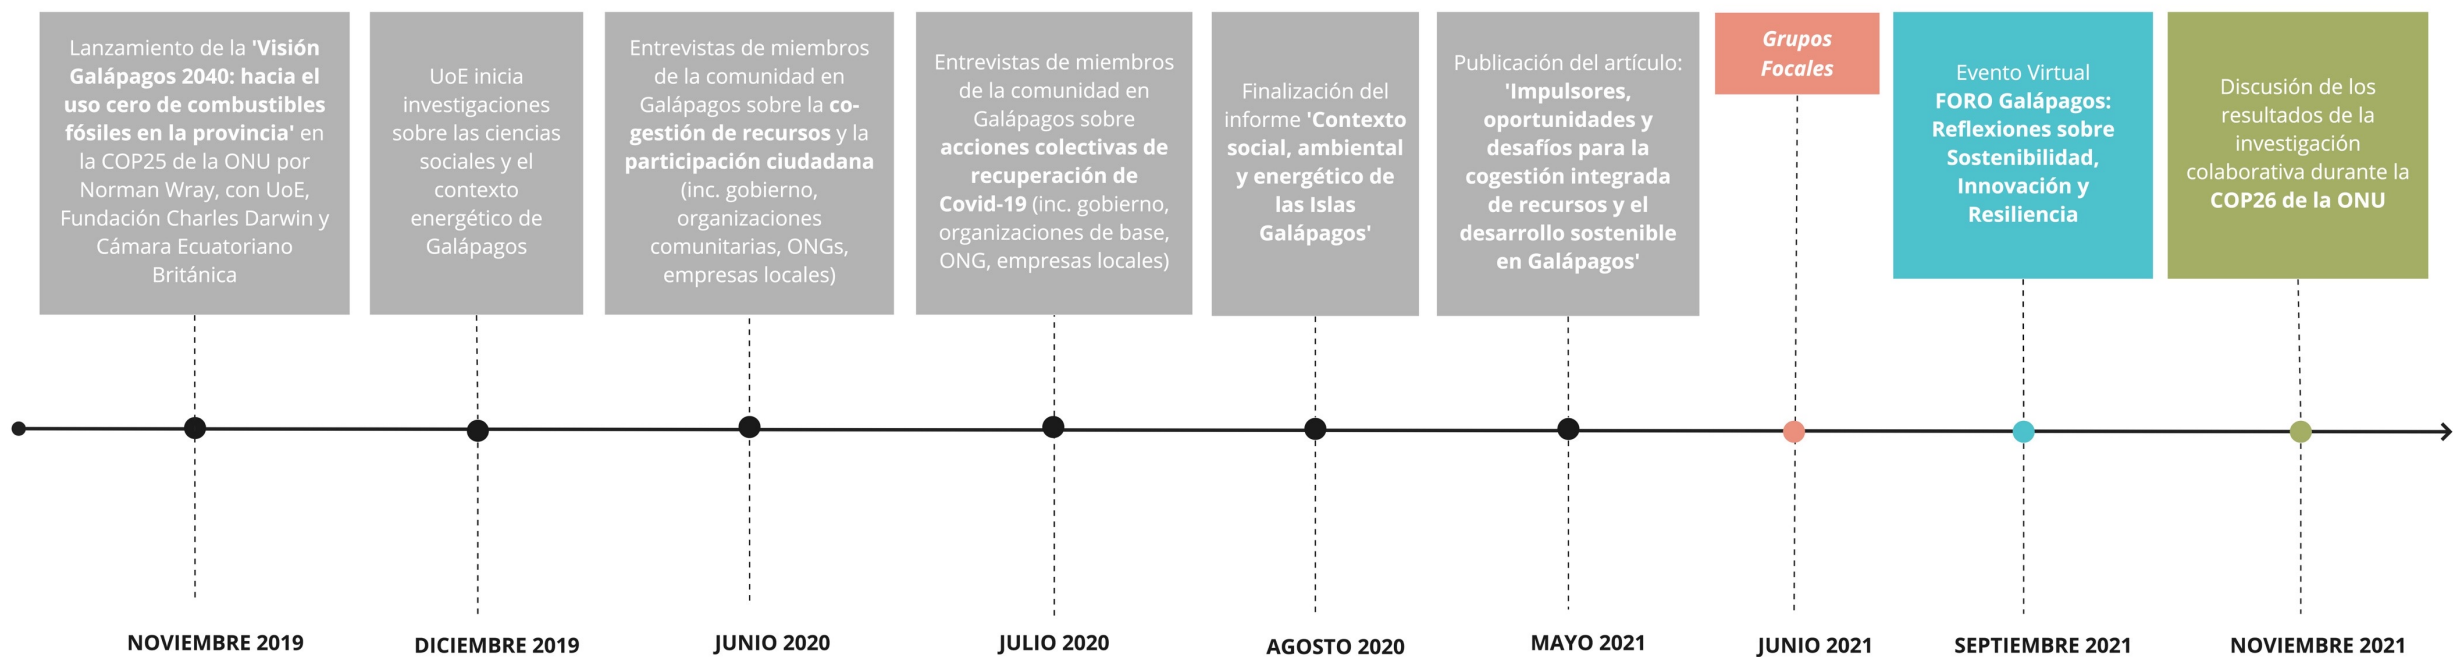 Lanzamiento de la 'Visión
Galápagos 2040: hacia el
uso cero de combustibles
fósiles en la provincia' en
la COP25 de la ONU por
Norman Wray, con UoE,
Fundación Charles Darwin y
Cámara Ecuatoriano
Británica
UoE inicia
investigaciones
sobre las ciencias
sociales y el
contexto
energético de
Galápagos
Entrevistas de miembros
de la comunidad en
Galápagos sobre la co-
gestión de recursos y la
participación ciudadana
(inc. gobierno,
organizaciones
comunitarias, ONGs,
empresas locales)
Entrevistas de miembros
de la comunidad en
Galápagos sobre
acciones colectivas de
recuperación de
Covid-19 (inc. gobierno,
organizaciones de base,
ONG, empresas locales)
Finalización del
informe 'Contexto
social, ambiental
y energético de
las Islas
Galápagos'
Publicación del artículo:
'Impulsores,
oportunidades y
desafíos para la
cogestión integrada
de recursos y el
desarrollo sostenible
en Galápagos'
Grupos
Focales
Evento Virtual
FORO Galápagos:
Reflexiones sobre
Sostenibilidad,
Innovación y
Resiliencia
Discusión de los
resultados de la
investigación
colaborativa durante la
COP26 de la ONU
NOVIEMBRE 2019
DICIEMBRE 2019
JUNIO 2020
JULIO 2020
AGOSTO 2020
MAYO 2021
JUNIO 2021
SEPTIEMBRE 2021
NOVIEMBRE 2021